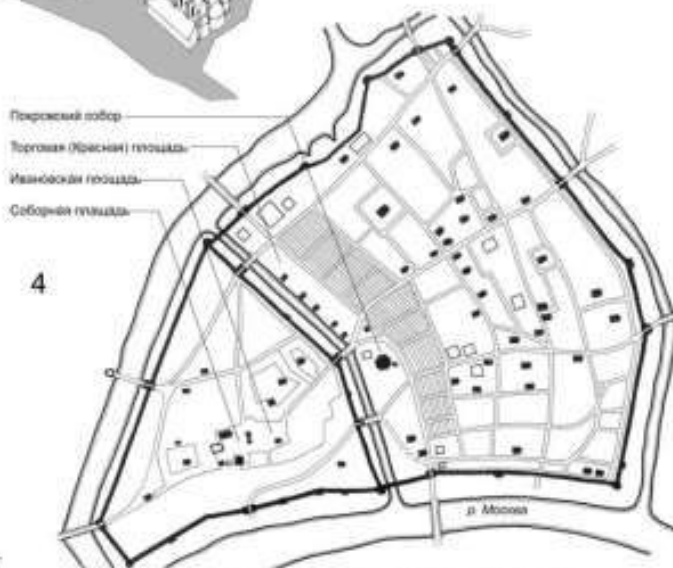 Покровский собор
Торговая (Красная) площадь
Ивановская площадь
Соборная площадь
4
р. Москва